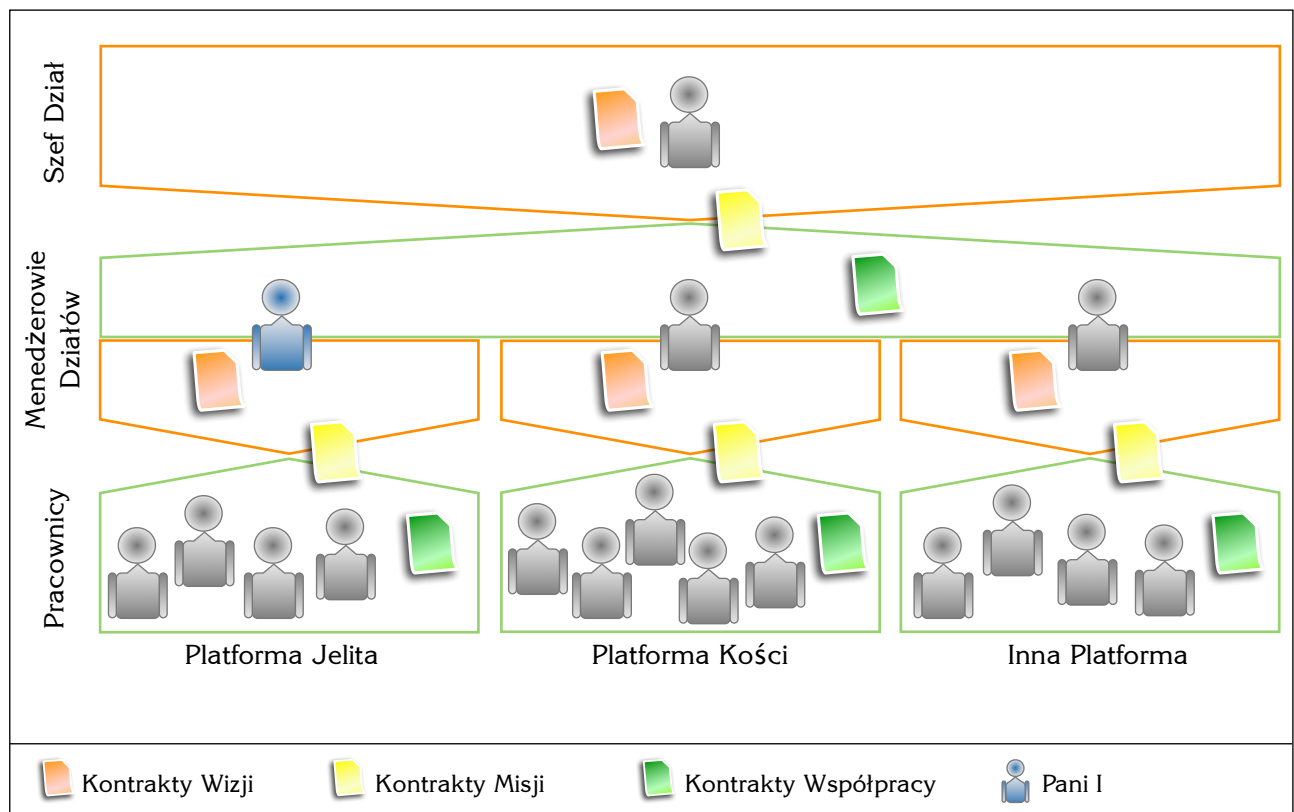 Szef Dział
Menedżerowie
Działów
Pracownicy
Platforma Jelita
Platforma Kości
Inna Platforma
Kontrakty Wizji
Kontrakty Misji
Kontrakty Współpracy
Pani I